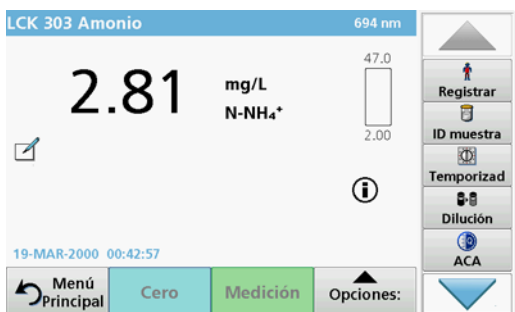 LCK 303 Amonio 694 nm
47.0
2.81 mg/L
N-NH₄⁺
2.00
19-MAR-2000 00:42:57
Menú Principal
Cero
Medición
Opciones:
Registrar
ID muestra
Temporizad
Dilución
ACA